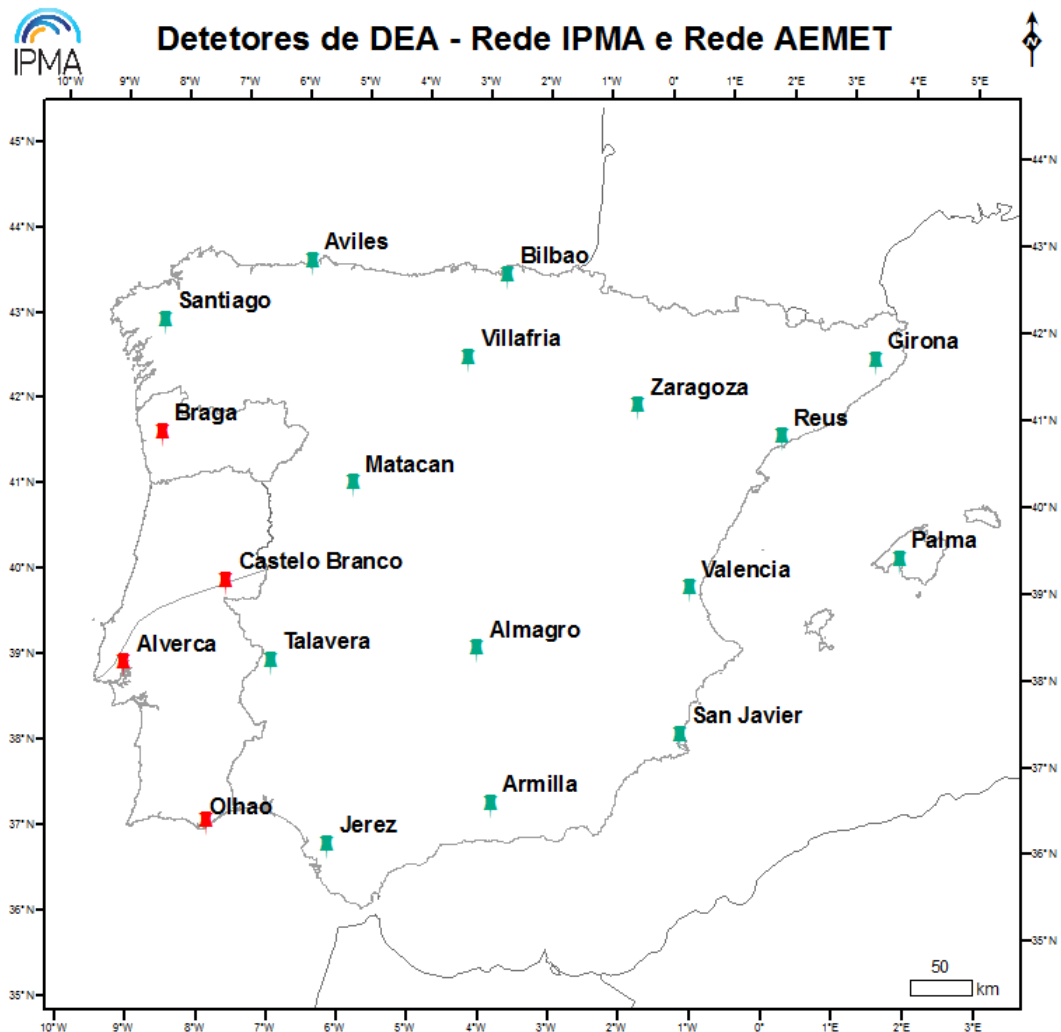 IPMA
Detetores de DEA - Rede IPMA e Rede AEMET
N
10°W 9°W 8°W 7°W 6°W 5°W 4°W 3°W 2°W 1°W 0° 1°E 2°E 3°E 4°E 5°E
45°N
44°N
44°N
Aviles
43°N
Bilbao
Santiago
43°N
Villafria
42°N
Girona
Zaragoza
42°N
Braga
Reus
41°N
Matacan
41°N
40°N
Palma
Castelo Branco
40°N
Valencia
39°N
Almagro
Alverca
Talavera
39°N
38°N
San Javier
38°N
37°N
Armilla
Olhao
37°N
Jerez
36°N
36°N
35°N
50
km
35°N
10°W 9°W 8°W 7°W 6°W 5°W 4°W 3°W 2°W 1°W 0° 1°E 2°E 3°E